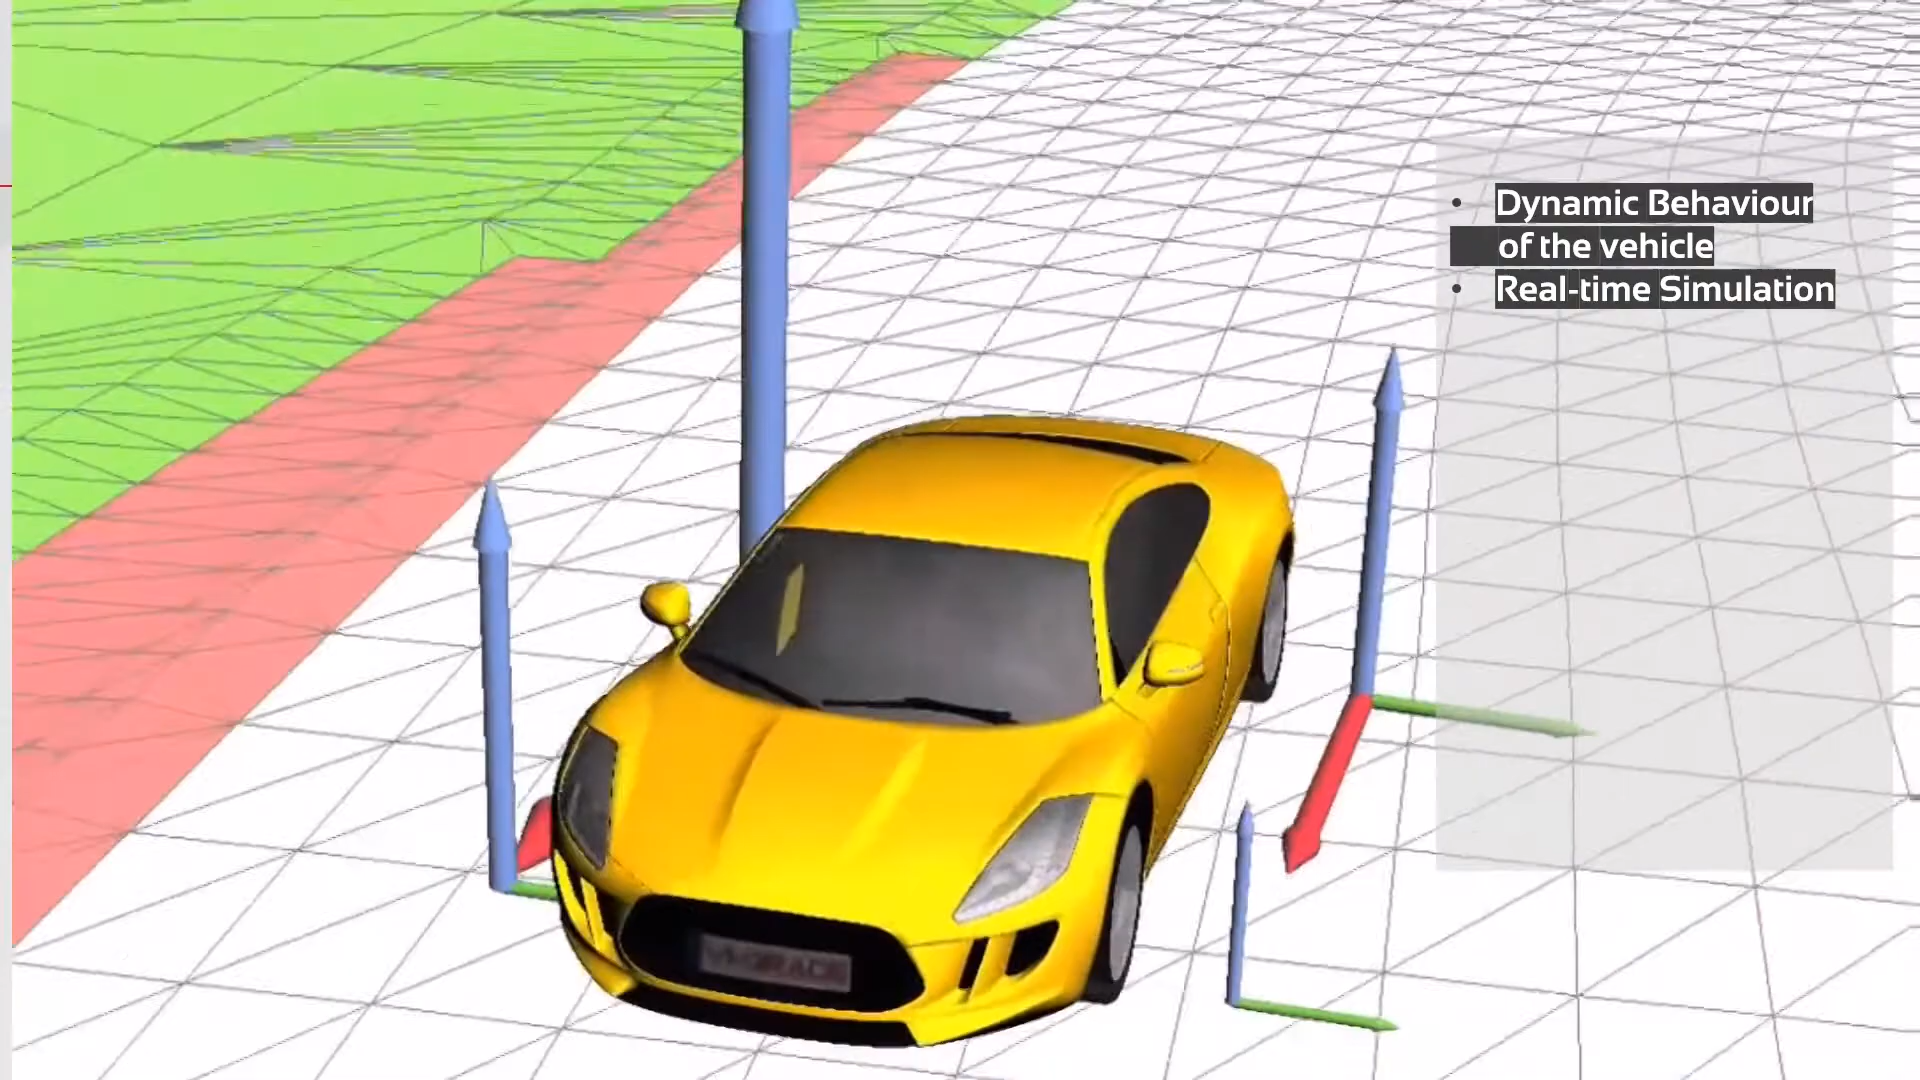 • Dynamic Behaviour
of the vehicle
• Real-time Simulation